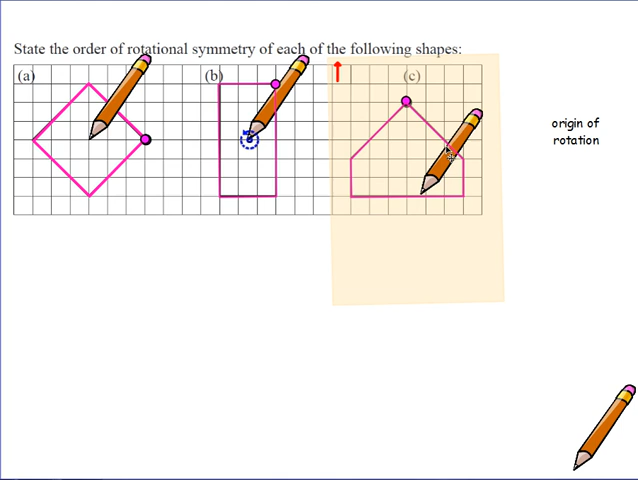 State the order of rotational symmetry of each of the following shapes:
(a) (b) (c)
origin of
rotation